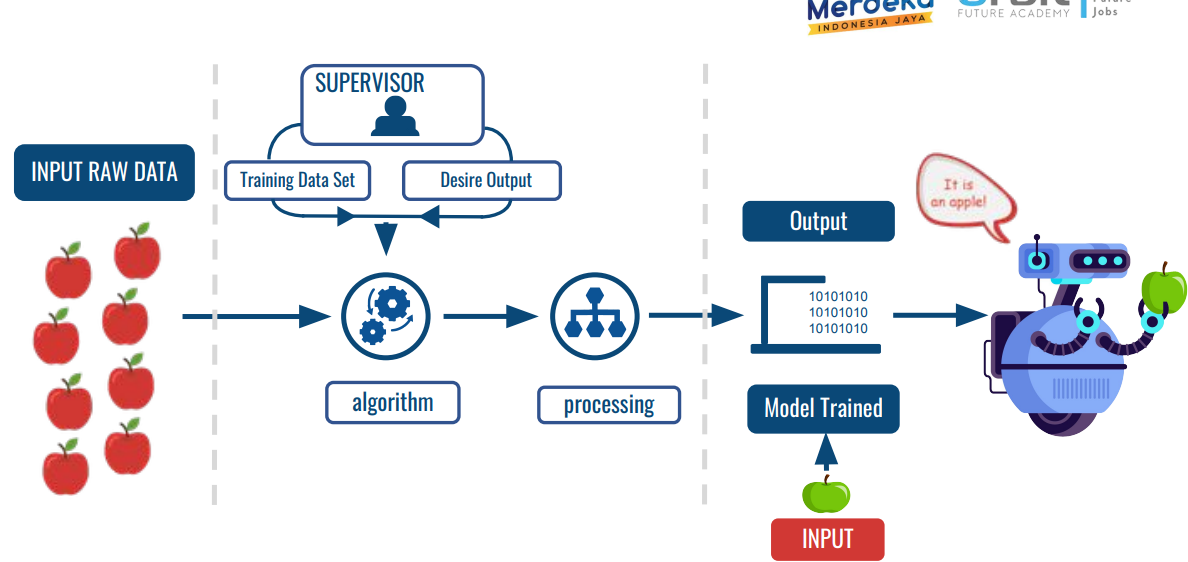 Merdeka
INDONESIA JAYA
FUTURE ACADEMY
Jobs
SUPERVISOR
INPUT RAW DATA
Training Data Set
Desire Output
It is
an apple!
Output
10101010
10101010
10101010
algorithm
processing
Model Trained
INPUT